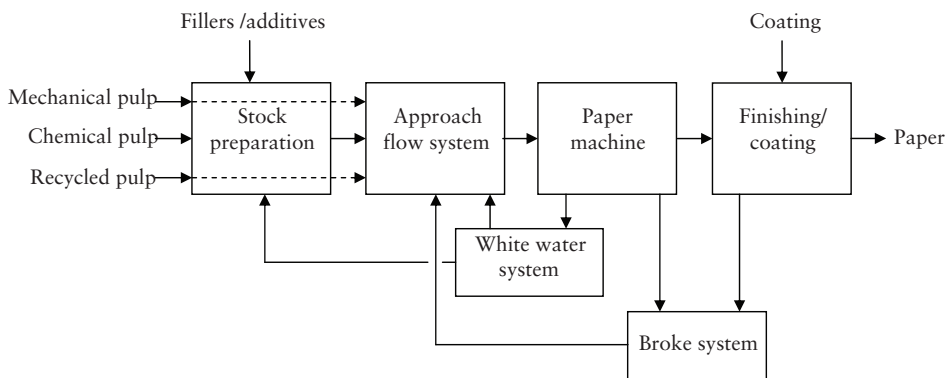 Fillers /additives
Coating
Mechanical pulp
Chemical pulp
Recycled pulp
Stock
preparation
Approach
flow system
Paper
machine
Finishing/
coating
Paper
White water
system
Broke system